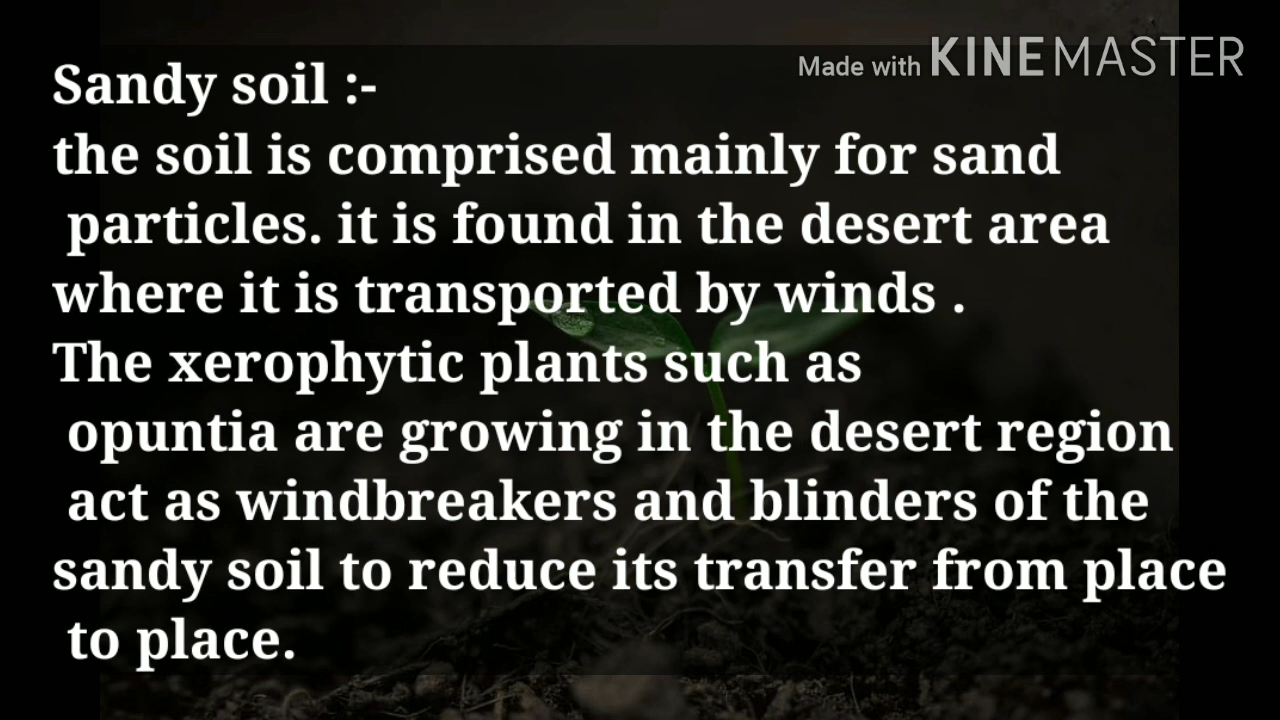 Made with KINEMASTER
Sandy soil :-
the soil is comprised mainly for sand
particles. it is found in the desert area
where it is transported by winds .
The xerophytic plants such as
opuntia are growing in the desert region
act as windbreakers and blinders of the
sandy soil to reduce its transfer from place
to place.